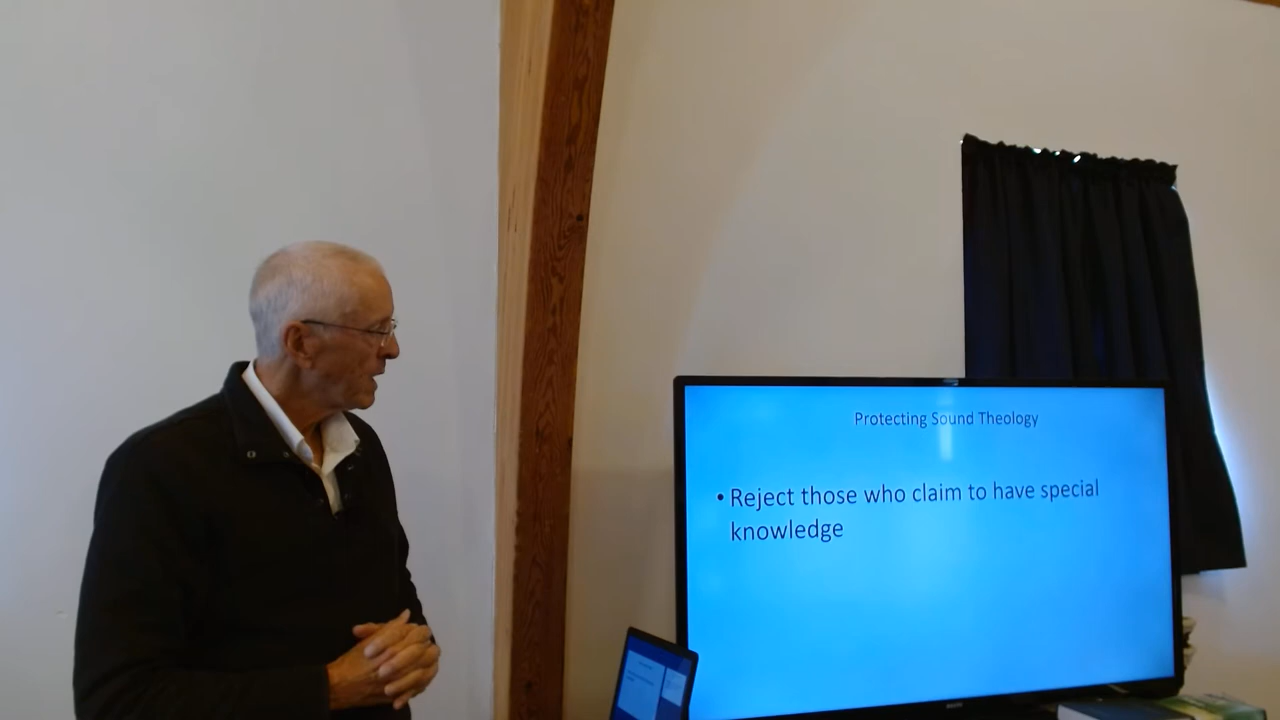 Protecting Sound Theology
• Reject those who claim to have special
knowledge